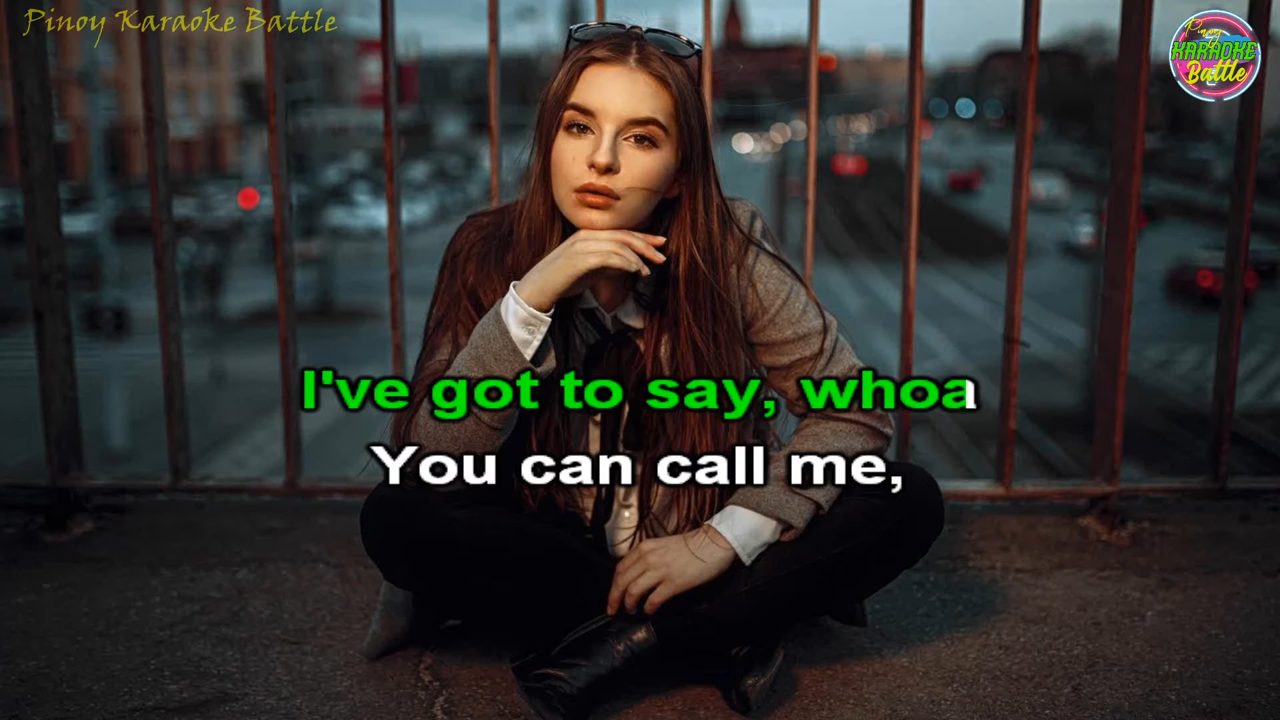 Pinoy Karaoke Battle
Pinoy
KARAOKE
Battle
I've got to say, whoa
You can call me,